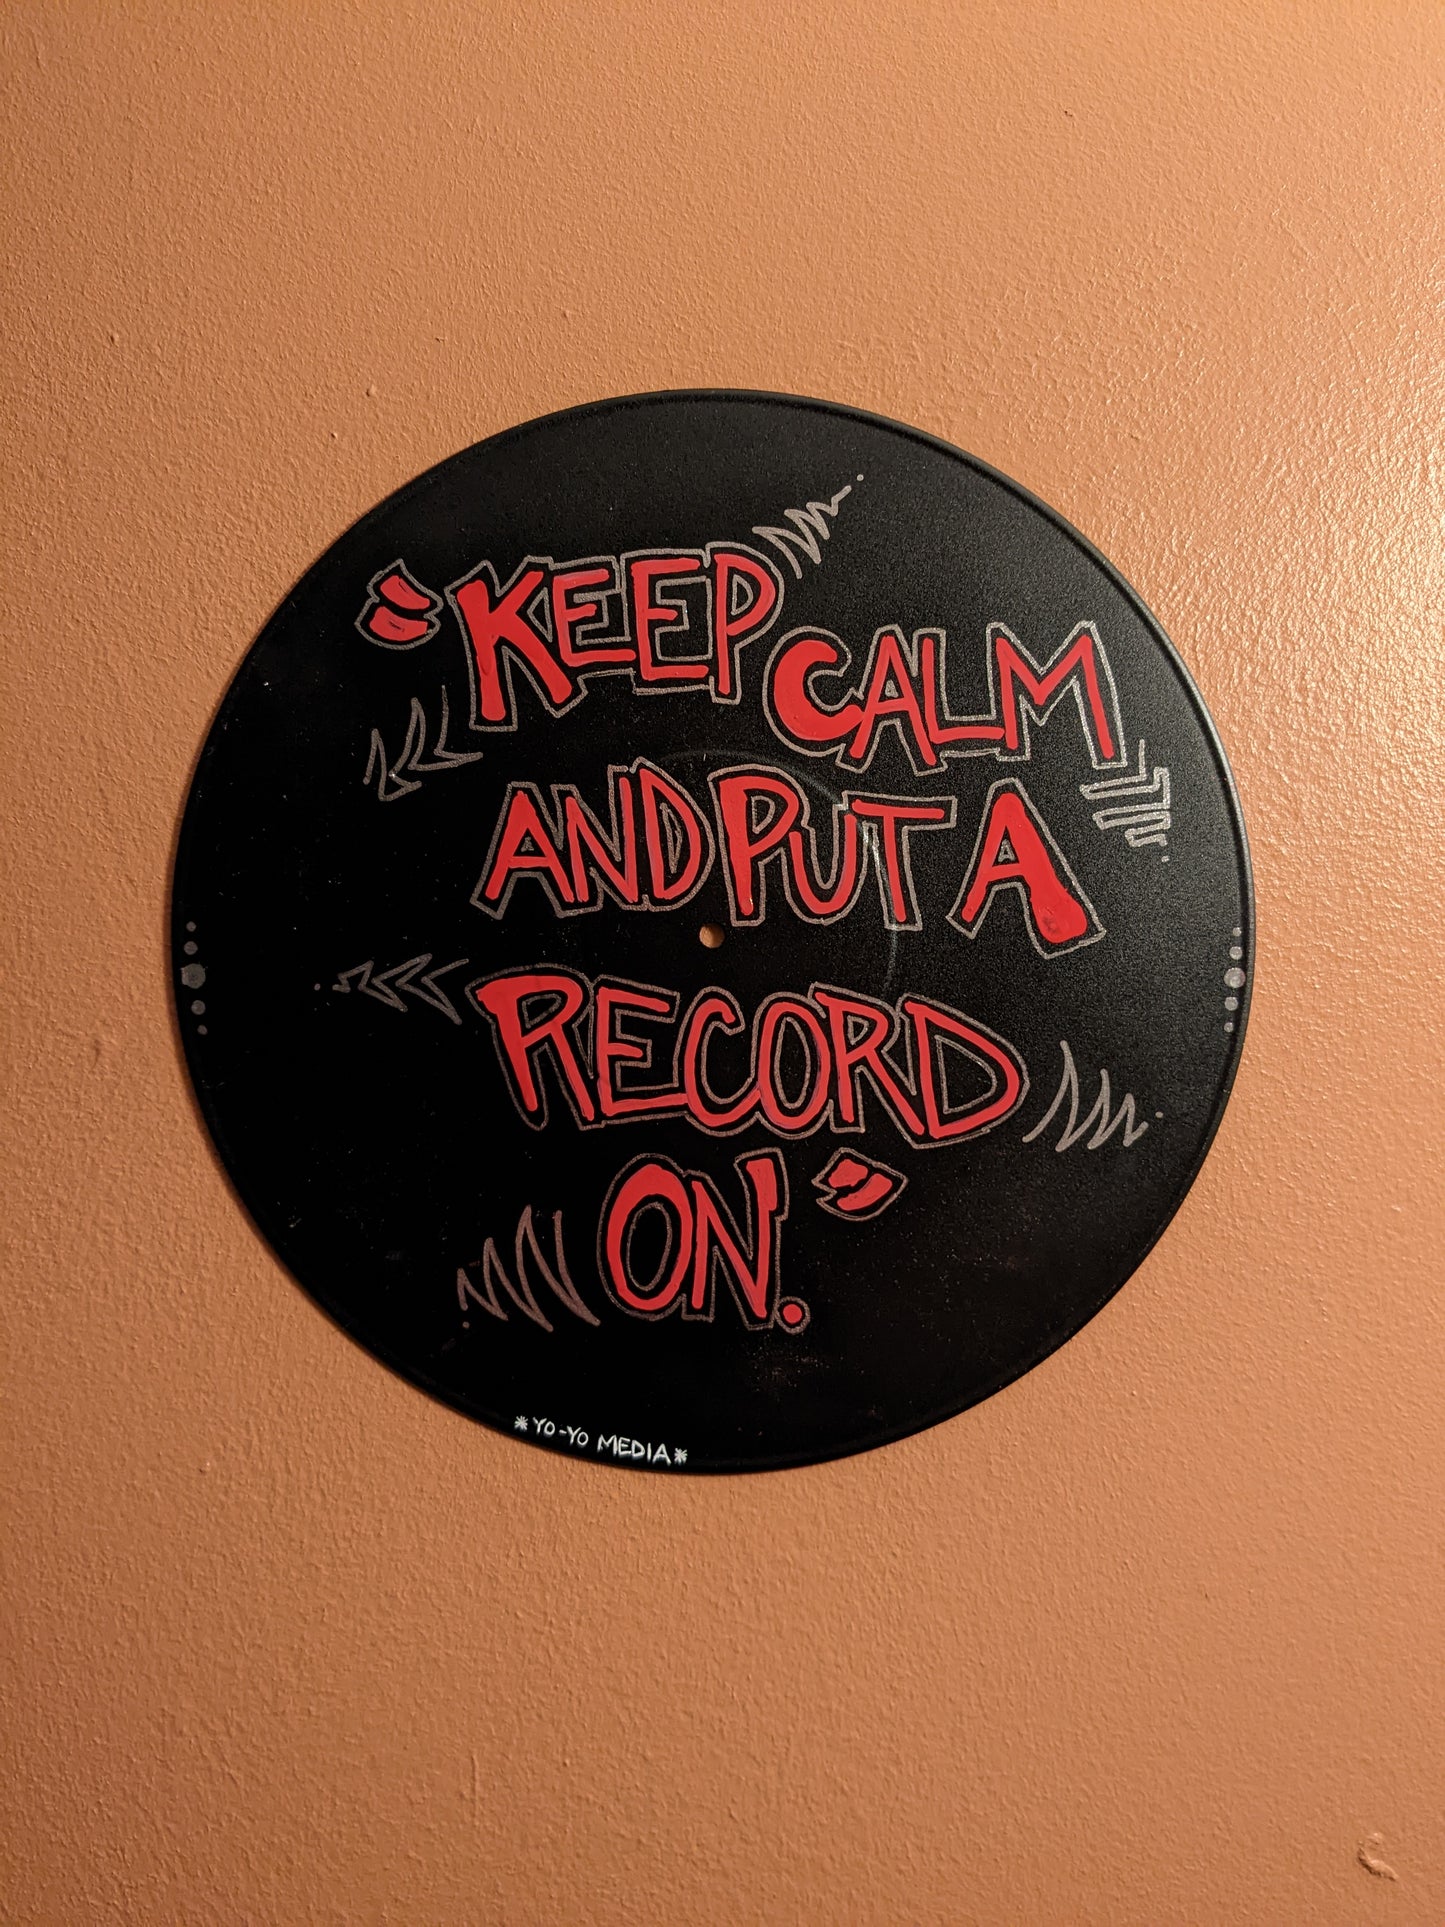 "KEEP CALM
AND PUT A
RECORD
ON."
*YO-YO MEDIA*